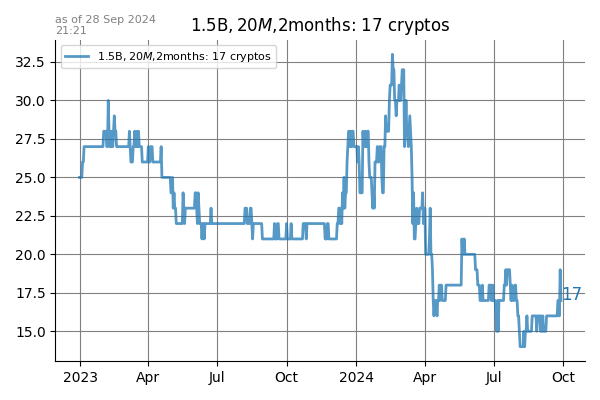 as of 28 Sep 2024
21:21
1.5B, 20M,2months: 17 cryptos
1.5B, 20M,2months: 17 cryptos
32.5
30.0
27.5
25.0
22.5
20.0
17.5
17
15.0
2023 Apr Jul Oct 2024 Apr Jul Oct